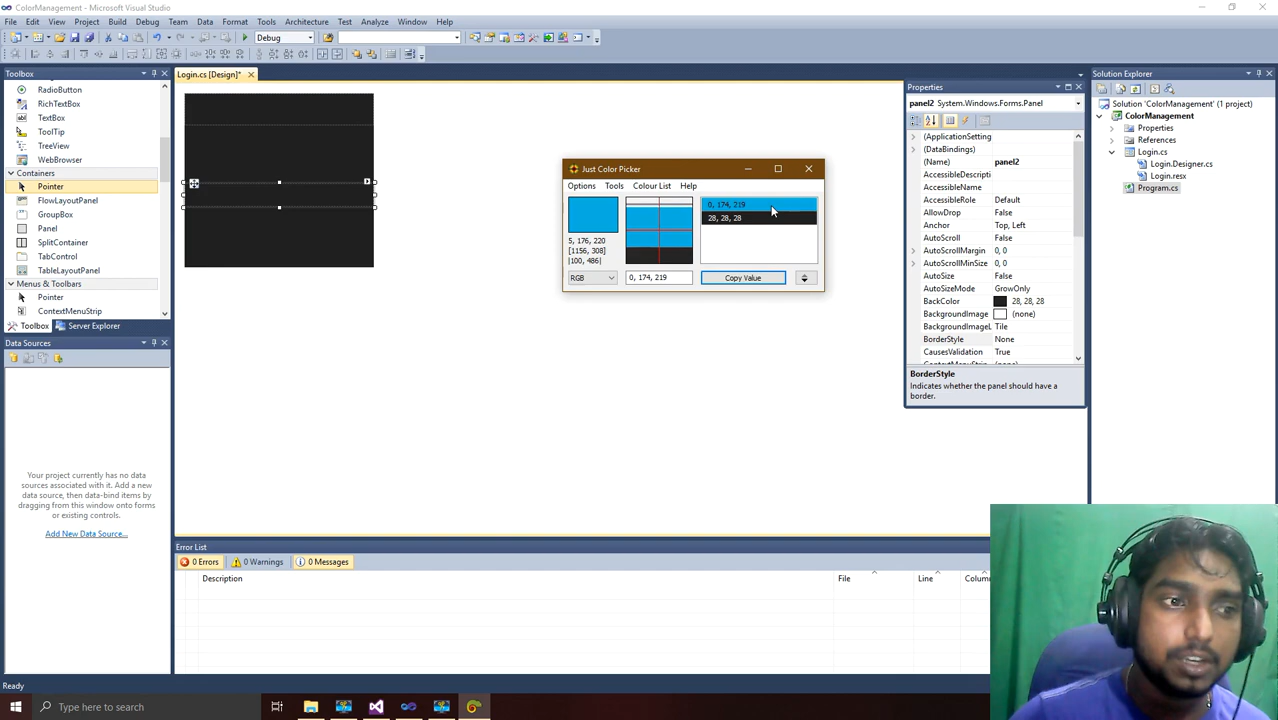 ColorManagement - Microsoft Visual Studio
File Edit View Project Build Debug Team Data Format Tools Architecture Test Analyze Window Help
Debug
Toolbox
RadioButton
RichTextBox
TextBox
ToolTip
TreeView
WebBrowser
Containers
Pointer
FlowLayoutPanel
GroupBox
Panel
SplitContainer
TabControl
TableLayoutPanel
Menus & Toolbars
Pointer
ContextMenuStrip
Toolbox Server Explorer
Data Sources
Your project currently has no data
sources associated with it. Add a
new data source, then data-bind items by
dragging from this window onto forms
or existing controls.
Add New Data Source...
Login.cs [Design]*
Just Color Picker
Options Tools Colour List Help
0, 174, 219
28, 28, 28
5, 176, 220
[1156, 308]
|100, 486|
RGB 0, 174, 219 Copy Value
Properties
panel2 System.Windows.Forms.Panel
(ApplicationSetting
(DataBindings)
(Name) panel2
AccessibleDescripti
AccessibleName
AccessibleRole Default
AllowDrop False
Anchor Top, Left
AutoScroll False
AutoScrollMargin 0, 0
AutoScrollMinSize 0, 0
AutoSize False
AutoSizeMode GrowOnly
BackColor 28, 28, 28
BackgroundImage (none)
BackgroundImageL Tile
BorderStyle None
CausesValidation True
ContextMenuStrip (none)
BorderStyle
Indicates whether the panel should have a
border.
Solution Explorer
Solution 'ColorManagement' (1 project)
ColorManagement
Properties
References
Login.cs
Login.Designer.cs
Login.resx
Program.cs
Error List
0 Errors 0 Warnings 0 Messages
Description File Line Column
Ready
Type here to search